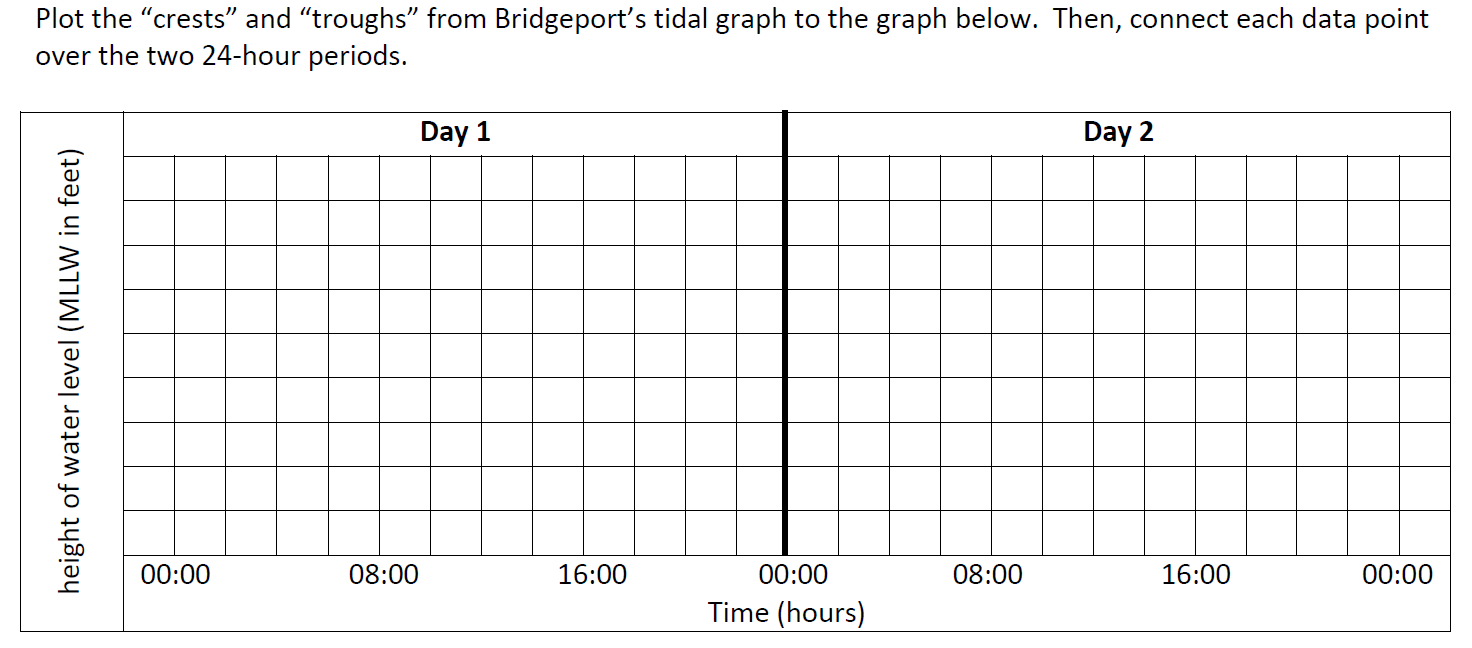 Plot the “crests” and “troughs” from Bridgeport’s tidal graph to the graph below.  Then, connect each data point
over the two 24-hour periods.
Day 1
Day 2
height of water level (MLLW in feet)
00:00 08:00 16:00 00:00 08:00 16:00 00:00
Time (hours)